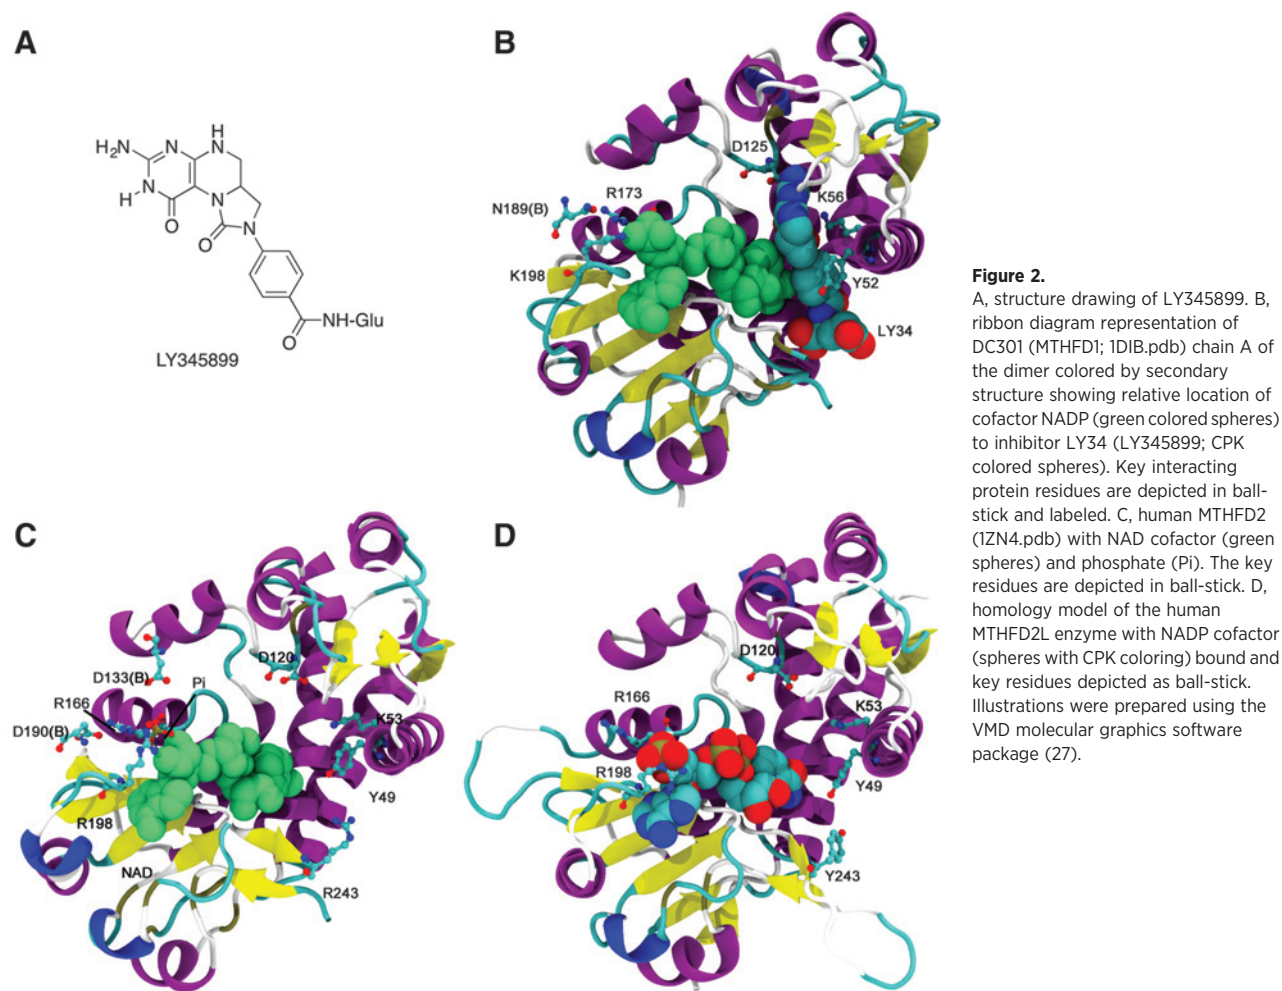 A
H
H₂N
N
N
N
H
N
O
O
N
O
NH-Glu
LY345899
B
D125
K56
R173
N189(B)
K198
Y52
LY34
C
D120
D133(B)
Pi
R166
K53
D190(B)
Y49
R198
NAD
R243
D
D120
R166
K53
R198
Y49
Y243
Figure 2.
A, structure drawing of LY345899. B,
ribbon diagram representation of
DC301 (MTHFD1; 1DIB.pdb) chain A of
the dimer colored by secondary
structure showing relative location of
cofactor NADP (green colored spheres)
to inhibitor LY34 (LY345899; CPK
colored spheres). Key interacting
protein residues are depicted in ball-
stick and labeled. C, human MTHFD2
(1ZN4.pdb) with NAD cofactor (green
spheres) and phosphate (Pi). The key
residues are depicted in ball-stick. D,
homology model of the human
MTHFD2L enzyme with NADP cofactor
(spheres with CPK coloring) bound and
key residues depicted as ball-stick.
Illustrations were prepared using the
VMD molecular graphics software
package (27).